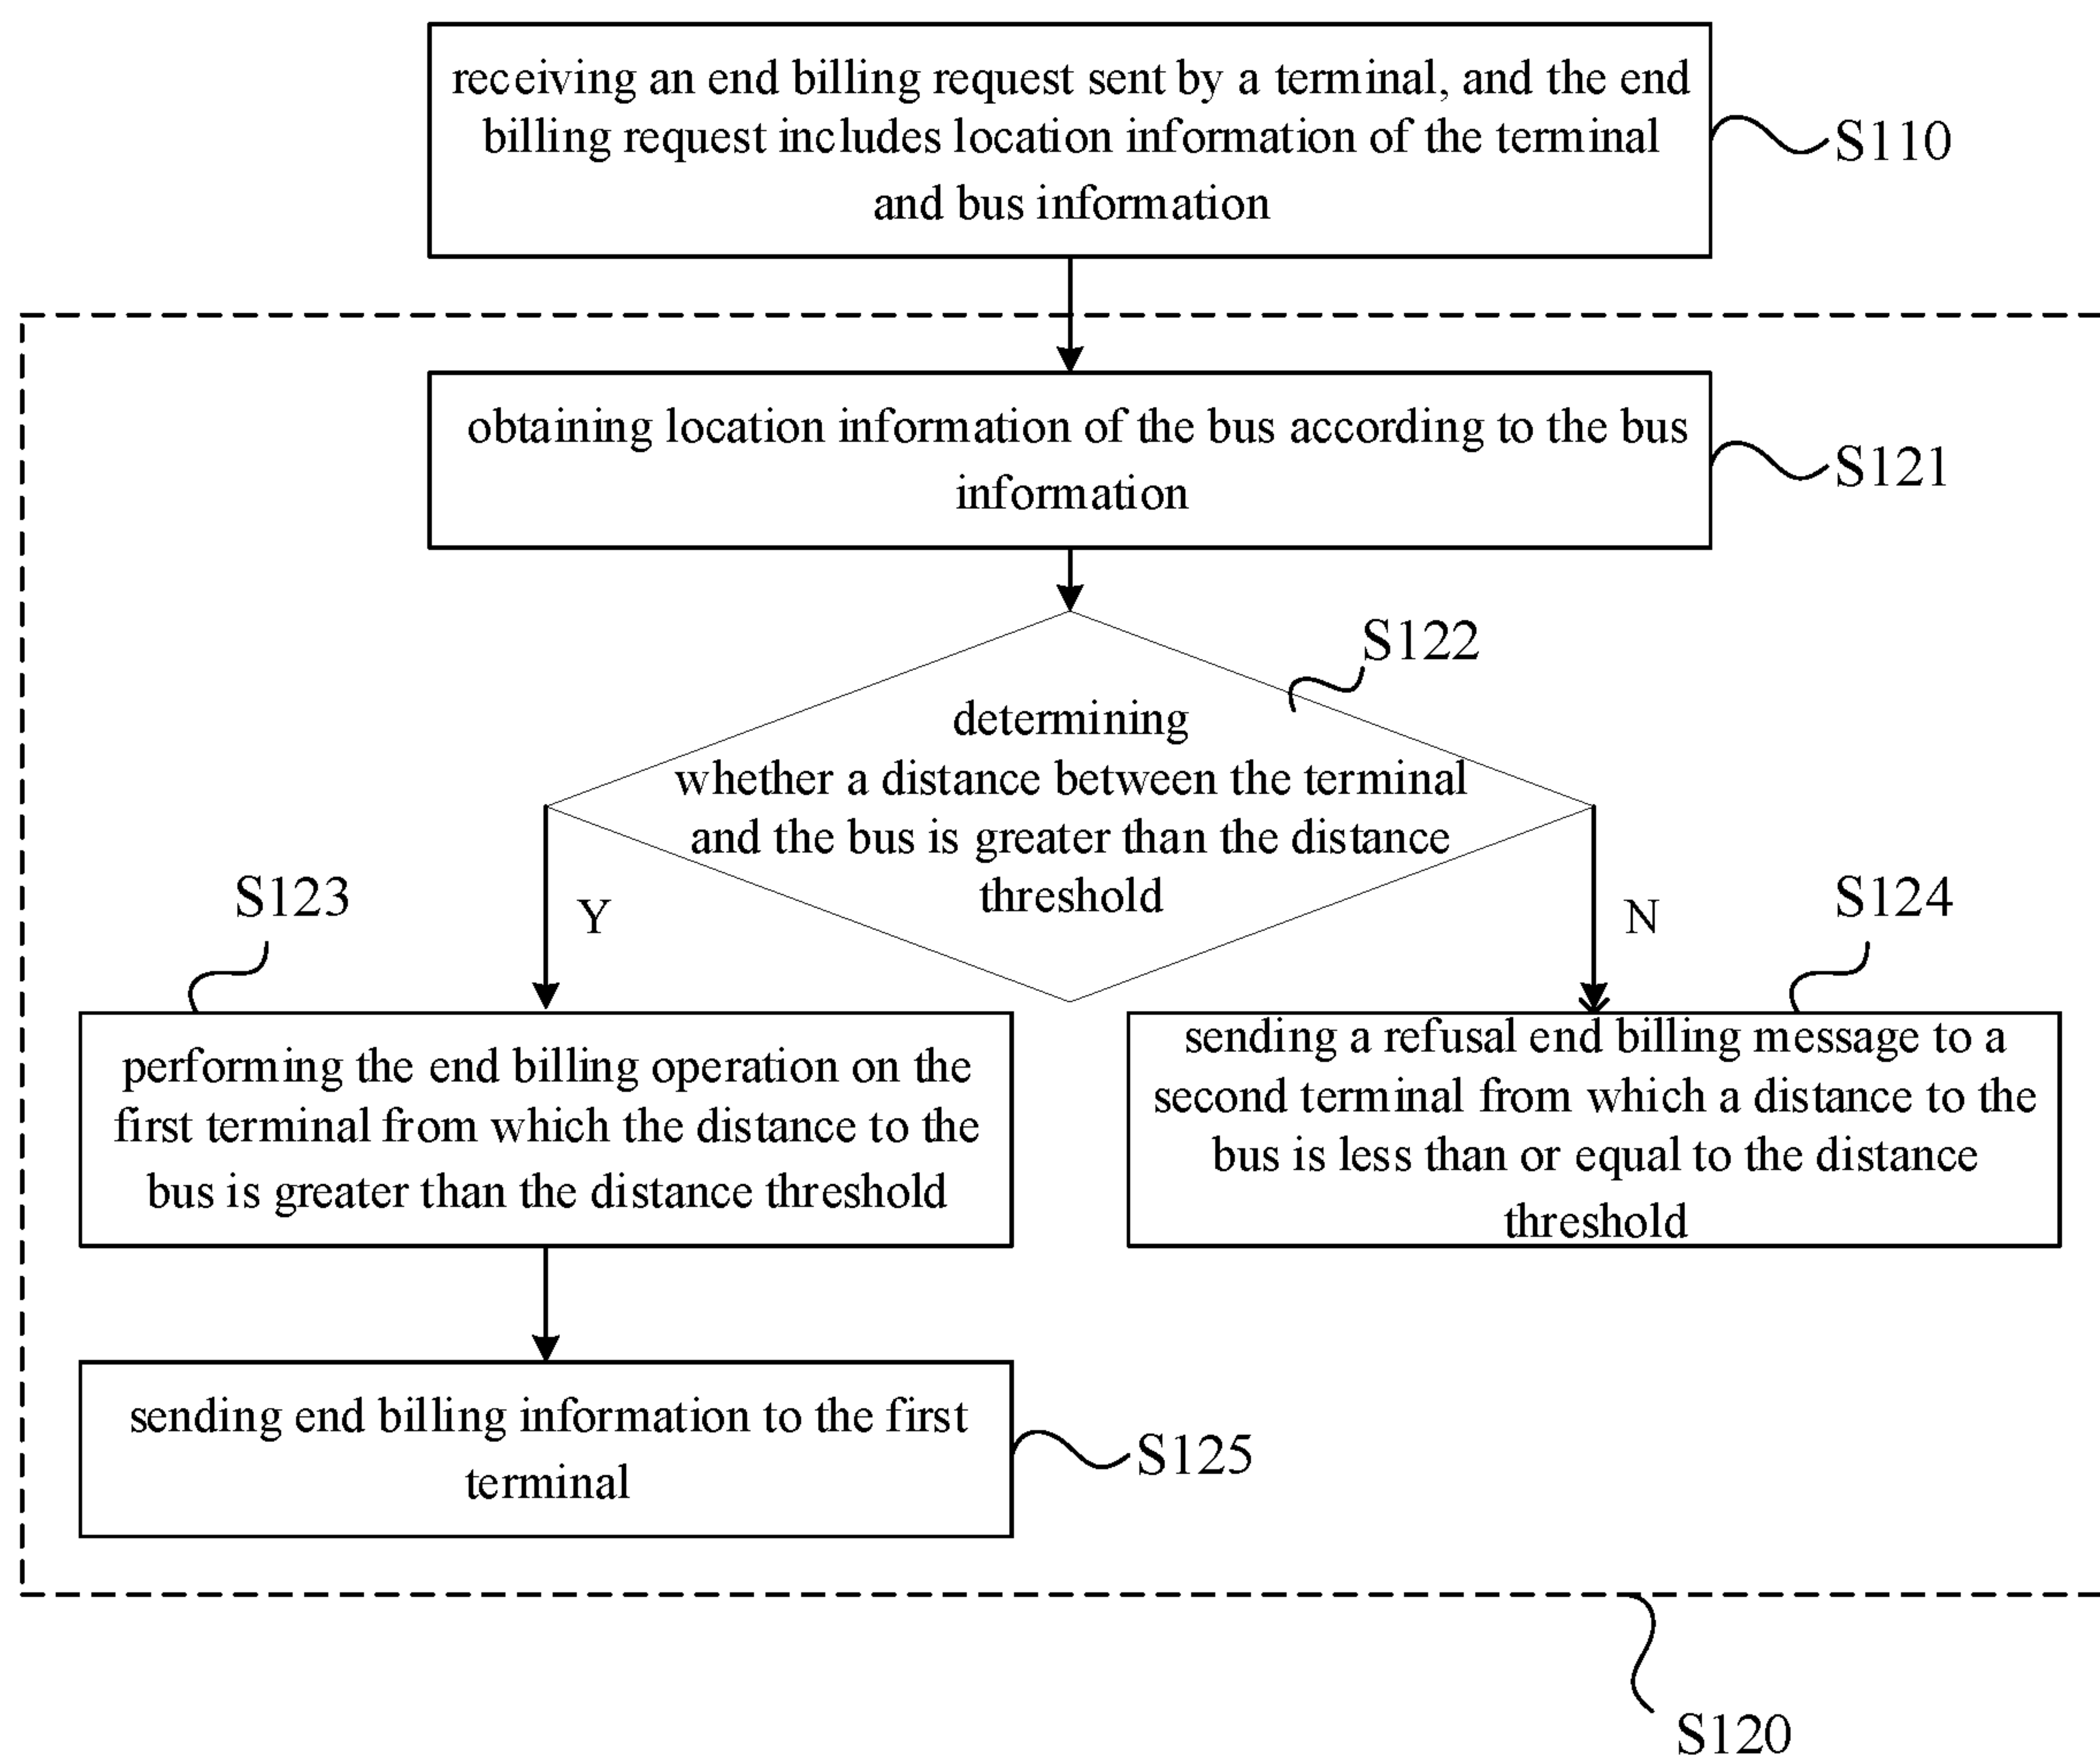 receiving an end billing request sent by a terminal, and the end
billing request includes location information of the terminal
and bus information
S110
obtaining location information of the bus according to the bus
information
S121
S122
determining
whether a distance between the terminal
and the bus is greater than the distance
threshold
S123
Y
N
S124
performing the end billing operation on the
first terminal from which the distance to the
bus is greater than the distance threshold
sending a refusal end billing message to a
second terminal from which a distance to the
bus is less than or equal to the distance
threshold
sending end billing information to the first
terminal
S125
S120